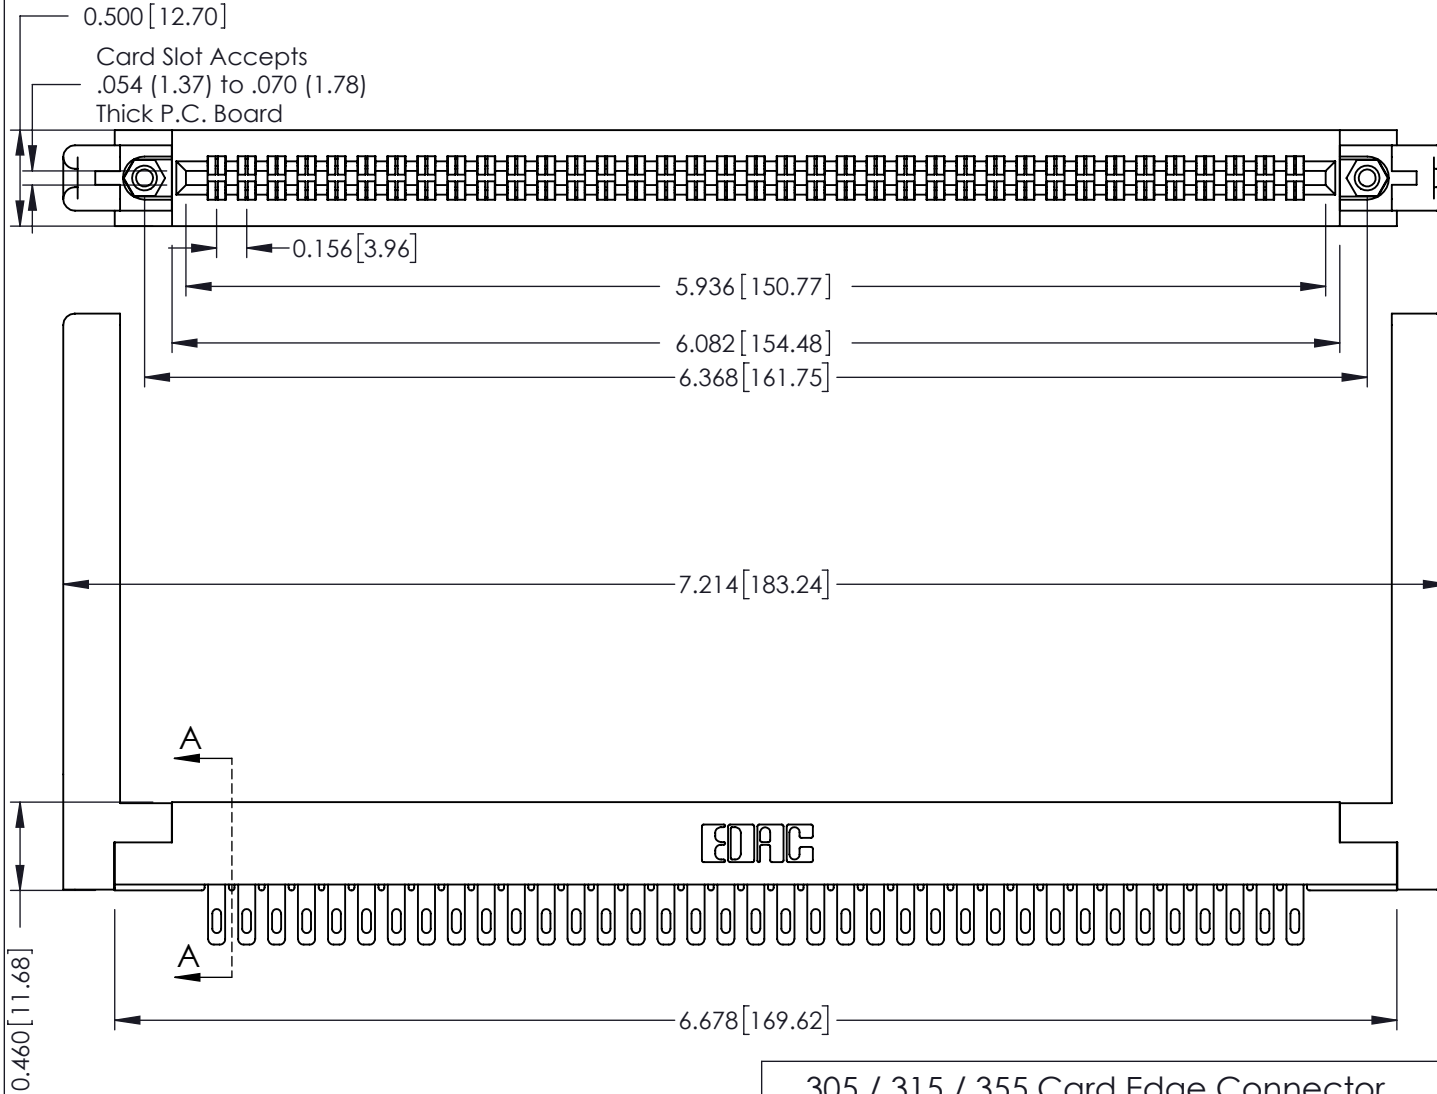 0.500[12.70]
Card Slot Accepts
.054 (1.37) to .070 (1.78)
Thick P.C. Board
0.156[3.96]
5.936[150.77]
6.082[154.48]
6.368[161.75]
7.214[183.24]
A
EDAC
A
0.460[11.68]
6.678[169.62]
305 / 315 / 355 Card Edge Connector